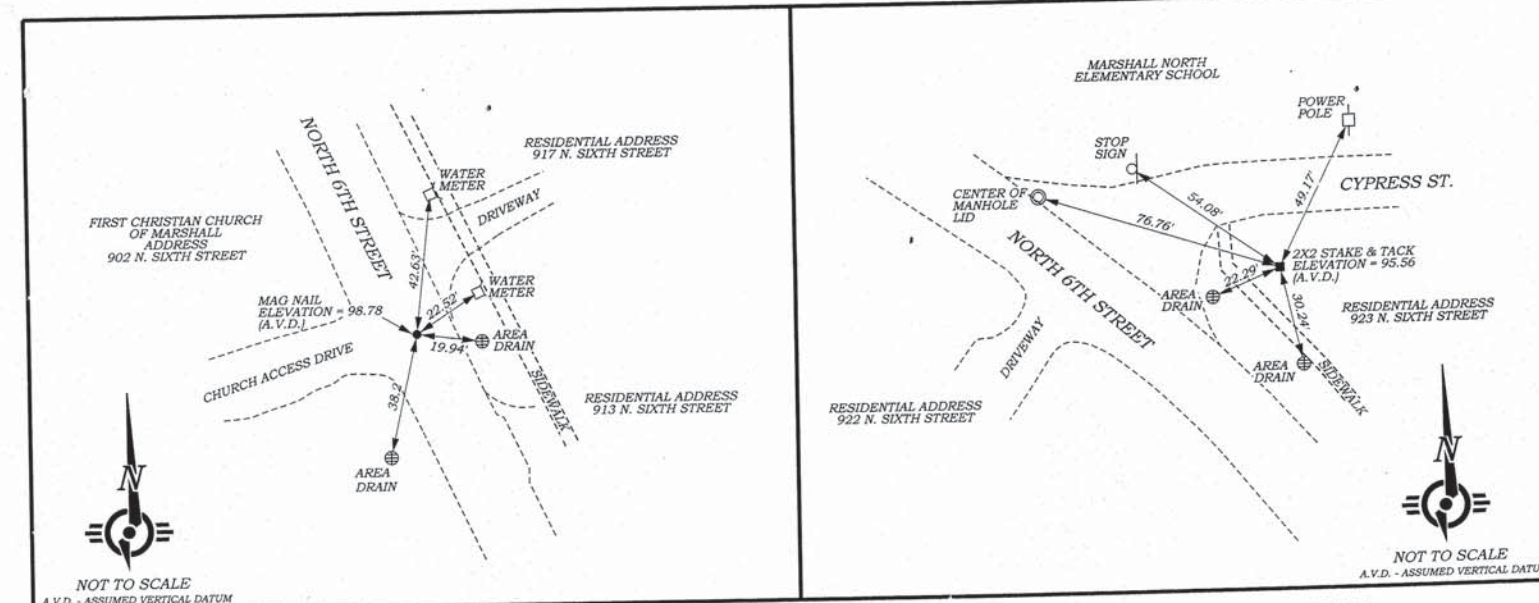 NORTH 6TH STREET
RESIDENTIAL ADDRESS
917 N. SIXTH STREET
WATER
METER
DRIVEWAY
FIRST CHRISTIAN CHURCH
OF MARSHALL
ADDRESS
902 N. SIXTH STREET
42.63'
WATER
METER
22.52'
MAG NAIL
ELEVATION = 98.78
(A.V.D.)
19.94'
AREA
DRAIN
CHURCH ACCESS DRIVE
38.2
SIDEWALK
RESIDENTIAL ADDRESS
913 N. SIXTH STREET
AREA
DRAIN
N
NOT TO SCALE
A.V.D. - ASSUMED VERTICAL DATUM
MARSHALL NORTH
ELEMENTARY SCHOOL
POWER
POLE
STOP
SIGN
CYPRESS ST.
49.17'
54.08'
CENTER OF
MANHOLE
LID
76.76'
NORTH 6TH STREET
2X2 STAKE & TACK
ELEVATION = 95.56
(A.V.D.)
22.29'
AREA
DRAIN
30.24'
RESIDENTIAL ADDRESS
923 N. SIXTH STREET
DRIVEWAY
AREA
DRAIN
SIDEWALK
RESIDENTIAL ADDRESS
922 N. SIXTH STREET
N
NOT TO SCALE
A.V.D. - ASSUMED VERTICAL DATU